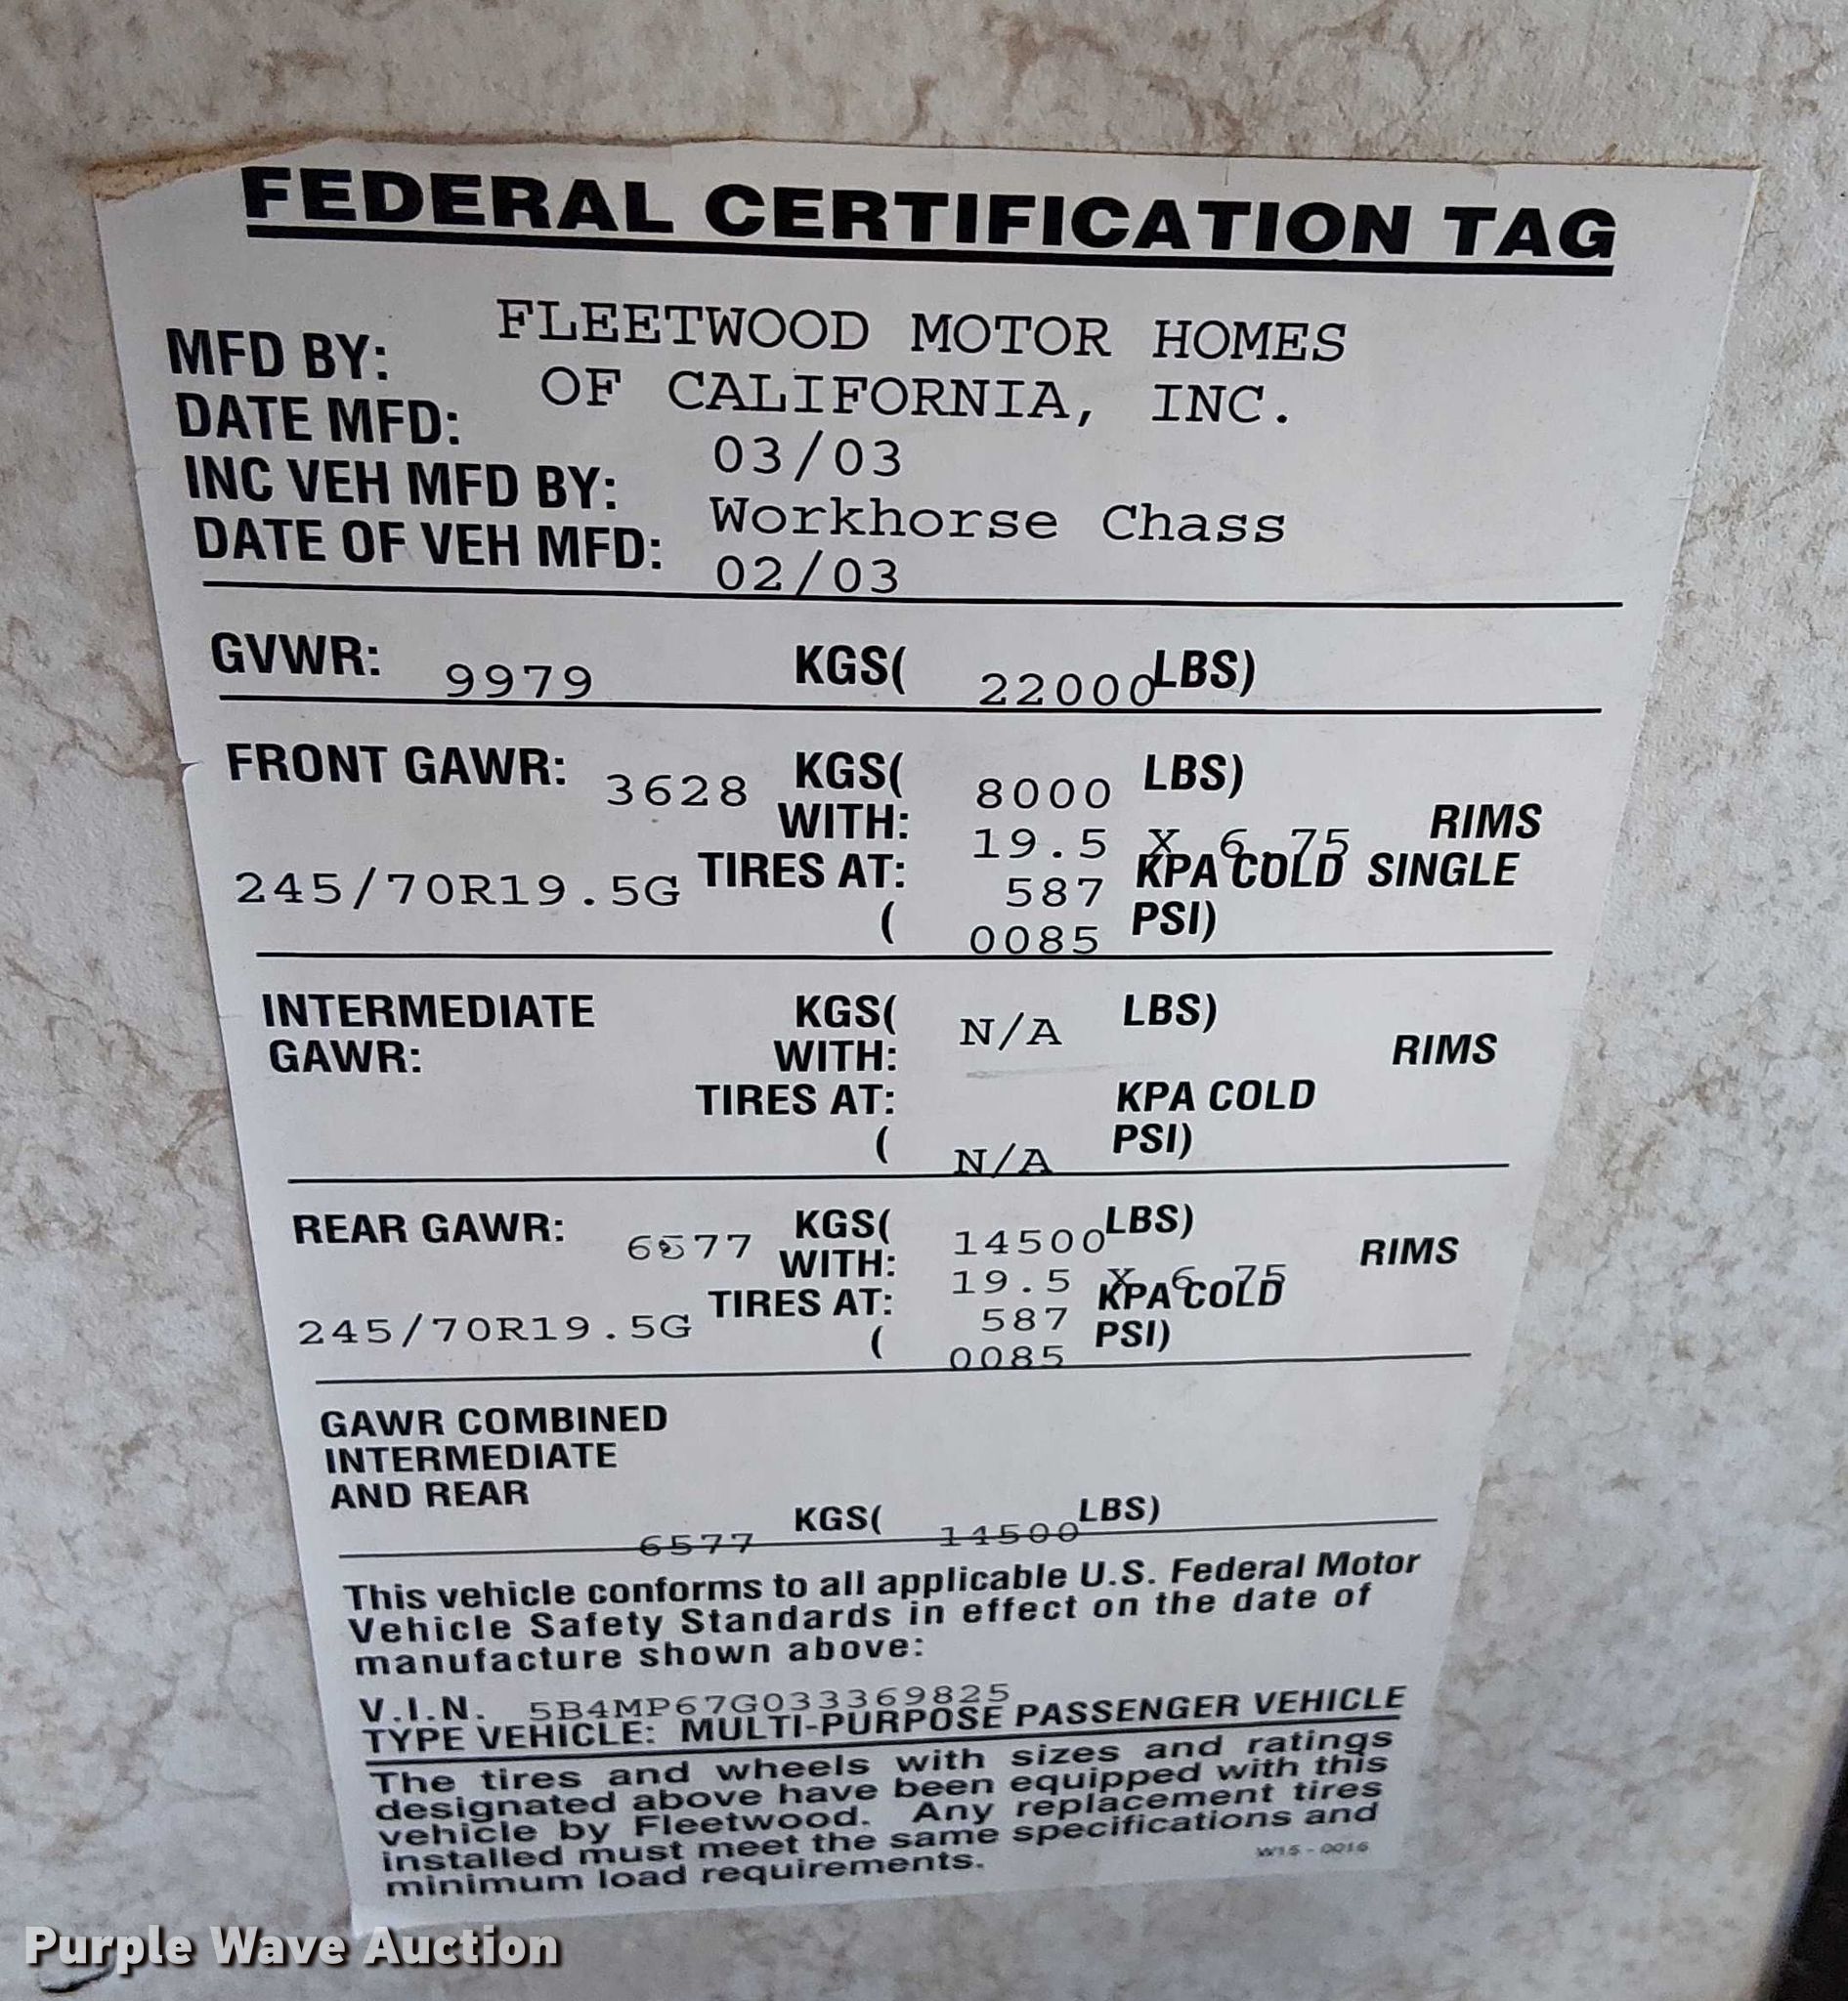 FEDERAL CERTIFICATION TAG
MFD BY: FLEETWOOD MOTOR HOMES
OF CALIFORNIA, INC.
DATE MFD: 03/03
INC VEH MFD BY: Workhorse Chass
DATE OF VEH MFD: 02/03
GVWR: 9979 KGS( 22000 LBS)
FRONT GAWR: 3628 KGS( 8000 LBS)
WITH: 19.5 X 6.75 RIMS
245/70R19.5G TIRES AT: 587 KPA COLD SINGLE
( 0085 PSI)
INTERMEDIATE KGS( N/A LBS)
GAWR: WITH: RIMS
TIRES AT: KPA COLD
( N/A PSI)
REAR GAWR: 6577 KGS( 14500 LBS)
WITH: 19.5 X 6.75 RIMS
245/70R19.5G TIRES AT: 587 KPA COLD
( 0085 PSI)
GAWR COMBINED
INTERMEDIATE
AND REAR
6577 KGS( 14500 LBS)
This vehicle conforms to all applicable U.S. Federal Motor
Vehicle Safety Standards in effect on the date of
manufacture shown above:
V.I.N. 5B4MP67G033369825
TYPE VEHICLE: MULTI-PURPOSE PASSENGER VEHICLE
The tires and wheels with sizes and ratings
designated above have been equipped with this
vehicle by Fleetwood. Any replacement tires
installed must meet the same specifications and
minimum load requirements.
W15-0016
Purple Wave Auction